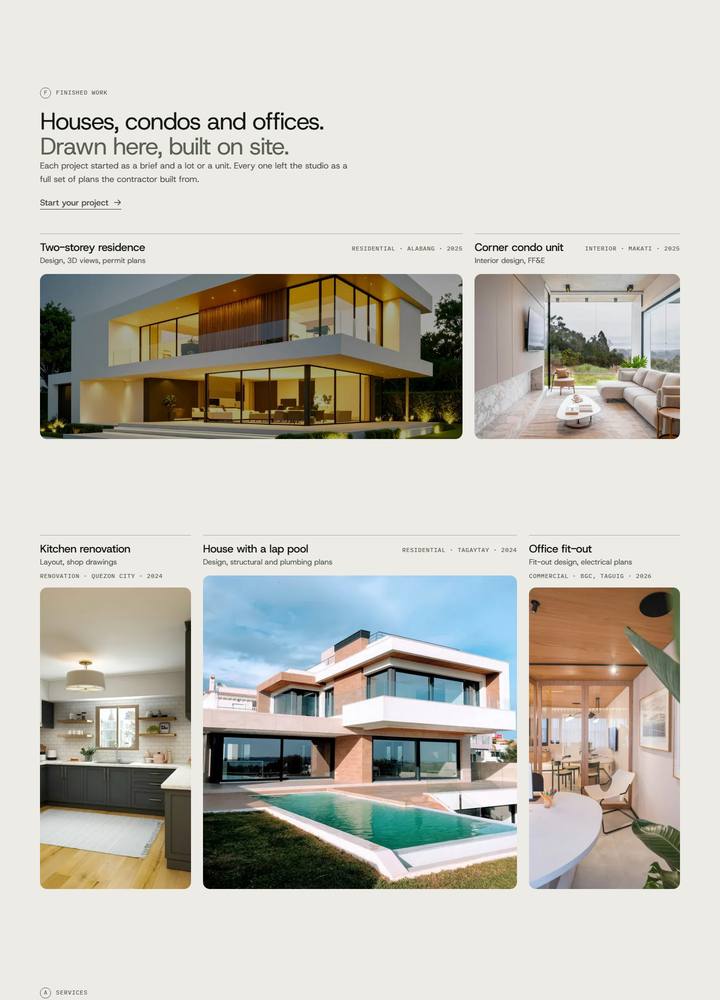 F FINISHED WORK
Houses, condos and offices.
Drawn here, built on site.
Each project started as a brief and a lot or a unit. Every one left the studio as a
full set of plans the contractor built from.
Start your project →
Two-storey residence RESIDENTIAL · ALABANG · 2025
Design, 3D views, permit plans
Corner condo unit INTERIOR · MAKATI · 2025
Interior design, FF&E
Kitchen renovation
Layout, shop drawings
RENOVATION · QUEZON CITY · 2024
House with a lap pool RESIDENTIAL · TAGAYTAY · 2024
Design, structural and plumbing plans
Office fit-out
Fit-out design, electrical plans
COMMERCIAL · BGC, TAGUIG · 2026
A SERVICES